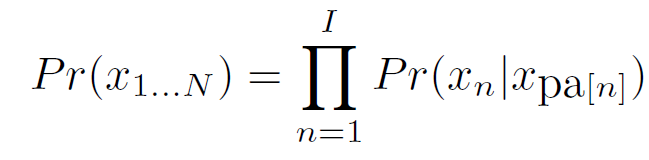 Pr(x_{1...N}) = \prod_{n=1}^{I} Pr(x_n|x_{pa[n]})